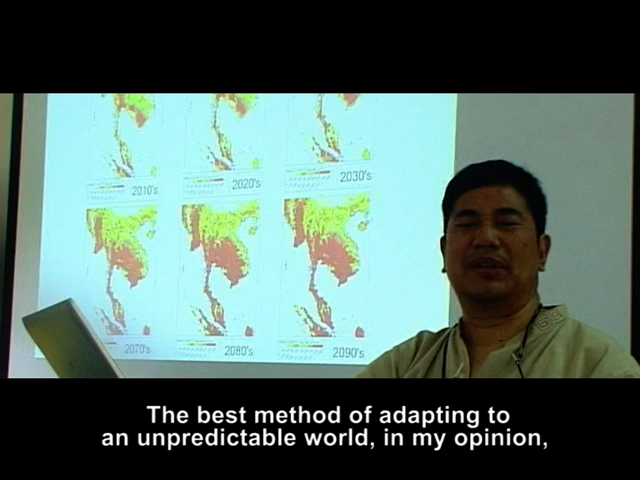 2010's
2020's
2030's
2070's
2080's
2090's
The best method of adapting to
an unpredictable world, in my opinion,